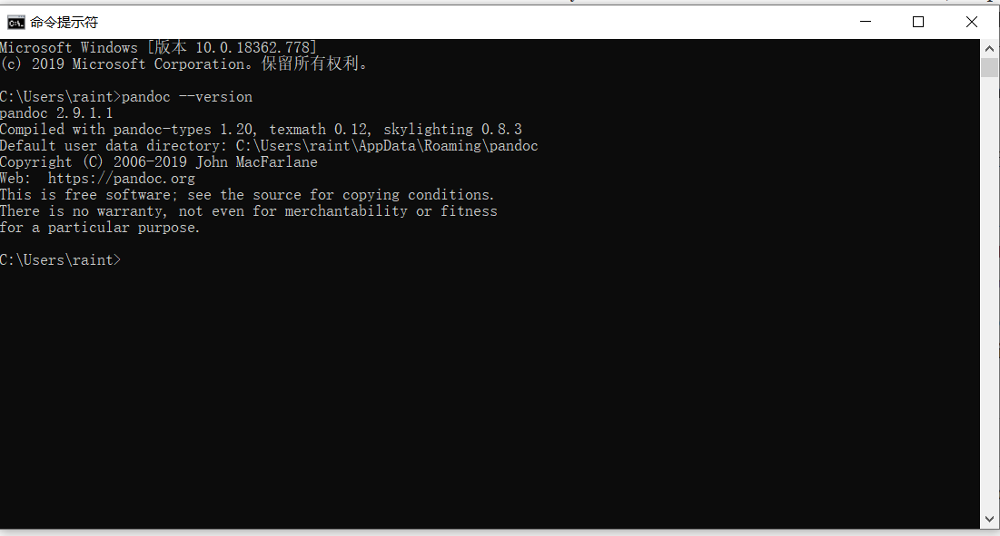 命令提示符
Microsoft Windows [版本 10.0.18362.778]
(c) 2019 Microsoft Corporation。保留所有权利。
C:\Users\raint>pandoc --version
pandoc 2.9.1.1
Compiled with pandoc-types 1.20, texmath 0.12, skylighting 0.8.3
Default user data directory: C:\Users\raint\AppData\Roaming\pandoc
Copyright (C) 2006-2019 John MacFarlane
Web:  https://pandoc.org
This is free software; see the source for copying conditions.
There is no warranty, not even for merchantability or fitness
for a particular purpose.
C:\Users\raint>